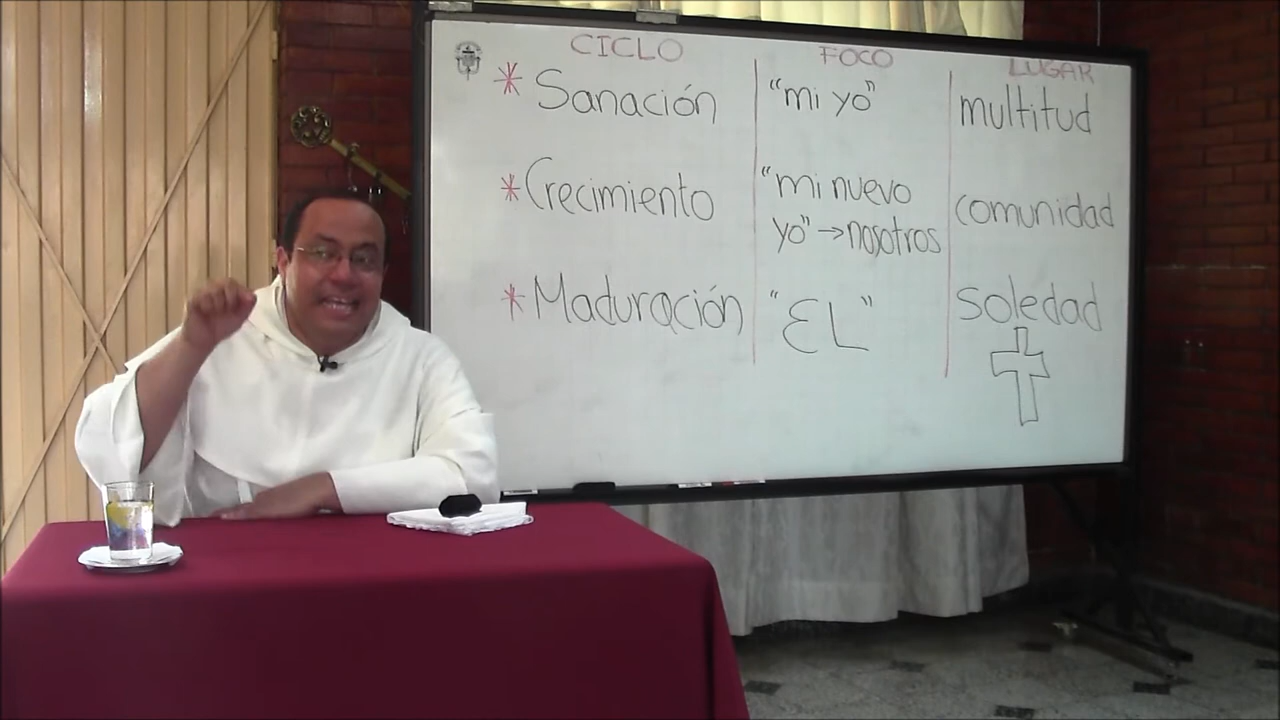 CICLO FOCO LUGAR
* Sanación "mi yo" multitud
* Crecimiento "mi nuevo yo" → nosotros comunidad
* Maduración "EL" soledad